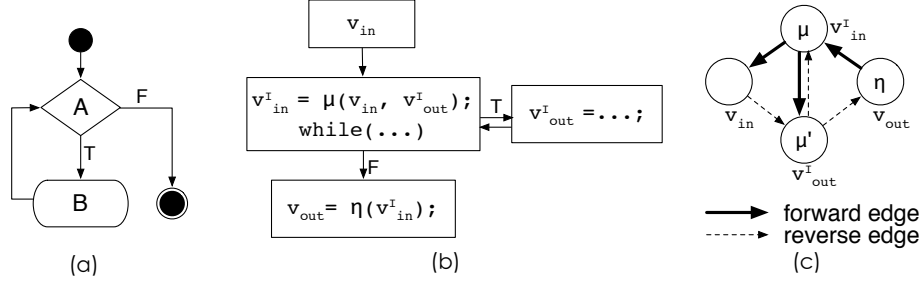 A
F
T
B
(a)
v_in
v^I_in = μ(v_in, v^I_out);
while(...)
T
v^I_out =...;
F
v_out= η(v^I_in);
(b)
μ
v^I_in
η
v_in
v_out
μ'
v^I_out
forward edge
reverse edge
(c)